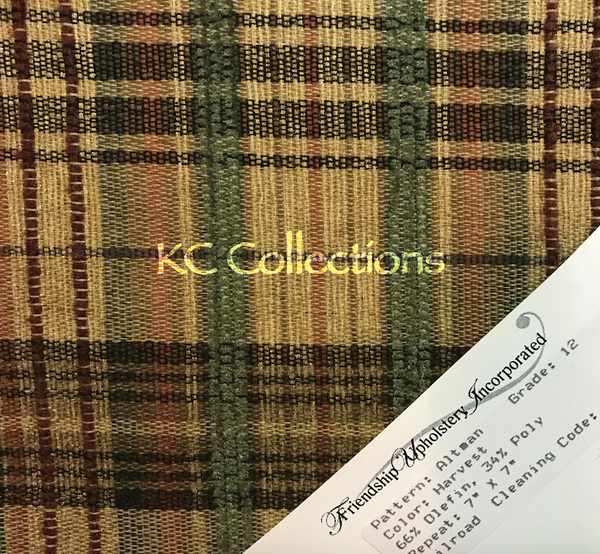 KC Collections
Friendship Upholstery Incorporated
Grade: 12
Pattern: Altman
Color: Harvest
66% Olefin, 34% Poly
Repeat: 7" X 7"
Cleaning Code: